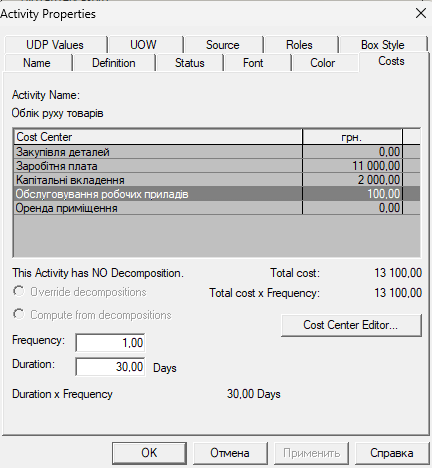 Activity Properties
UDP Values UOW Source Roles Box Style
Name Definition Status Font Color Costs
Activity Name:
Облік руху товарів
Cost Center грн.
Закупівля деталей 0,00
Заробітня плата 11 000,00
Капітальні вкладення 2 000,00
Обслуговування робочих приладів 100,00
Оренда приміщення 0,00
This Activity has NO Decomposition. Total cost: 13 100,00
Override decompositions Total cost x Frequency: 13 100,00
Compute from decompositions
Cost Center Editor...
Frequency: 1,00
Duration: 30,00 Days
Duration x Frequency 30,00 Days
OK Отмена Применить Справка